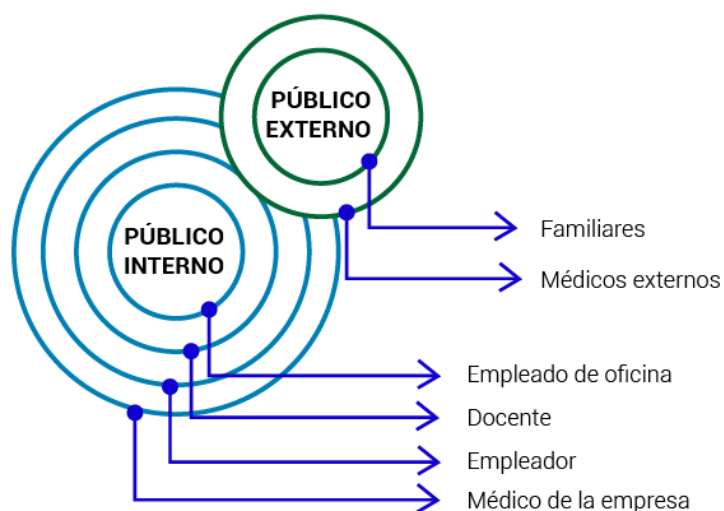 PÚBLICO
EXTERNO
PÚBLICO
INTERNO
Familiares
Médicos externos
Empleado de oficina
Docente
Empleador
Médico de la empresa